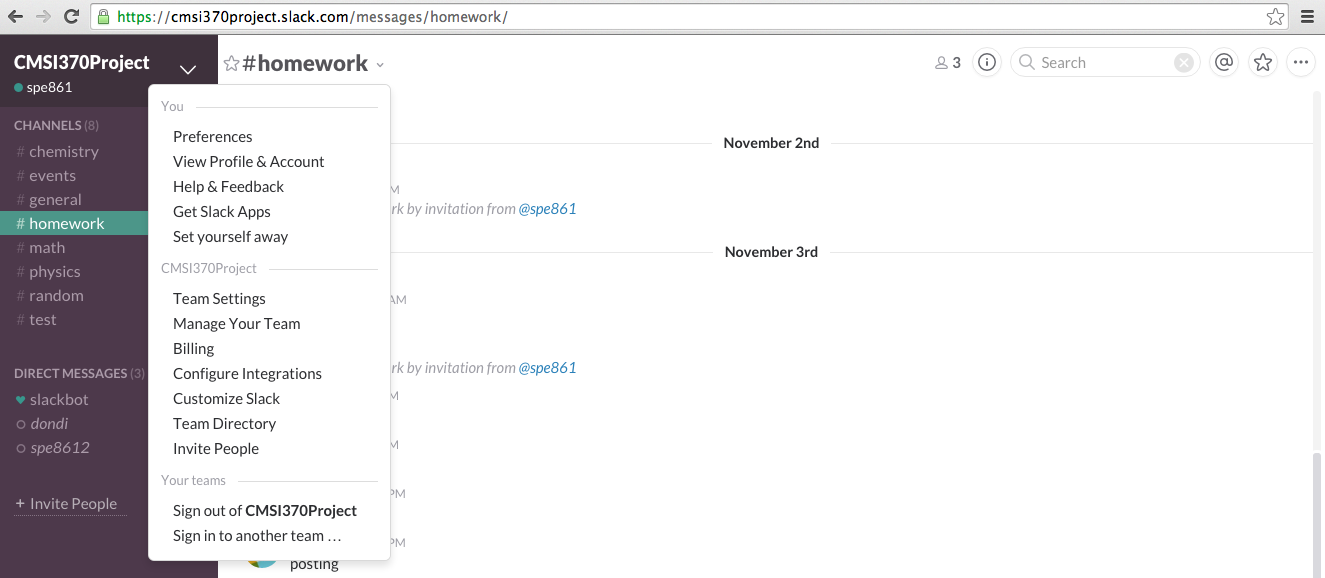 https://cmsi370project.slack.com/messages/homework/
CMSI370Project
spe861
CHANNELS (8)
# chemistry
# events
# general
# homework
# math
# physics
# random
# test
DIRECT MESSAGES (3)
slackbot
dondi
spe8612
+ Invite People
You
Preferences
View Profile & Account
Help & Feedback
Get Slack Apps
Set yourself away
CMSI370Project
Team Settings
Manage Your Team
Billing
Configure Integrations
Customize Slack
Team Directory
Invite People
Your teams
Sign out of CMSI370Project
Sign in to another team …
#homework
3
Search
@
November 2nd
M
rk by invitation from @spe861
November 3rd
AM
rk by invitation from @spe861
M
M
PM
PM
posting